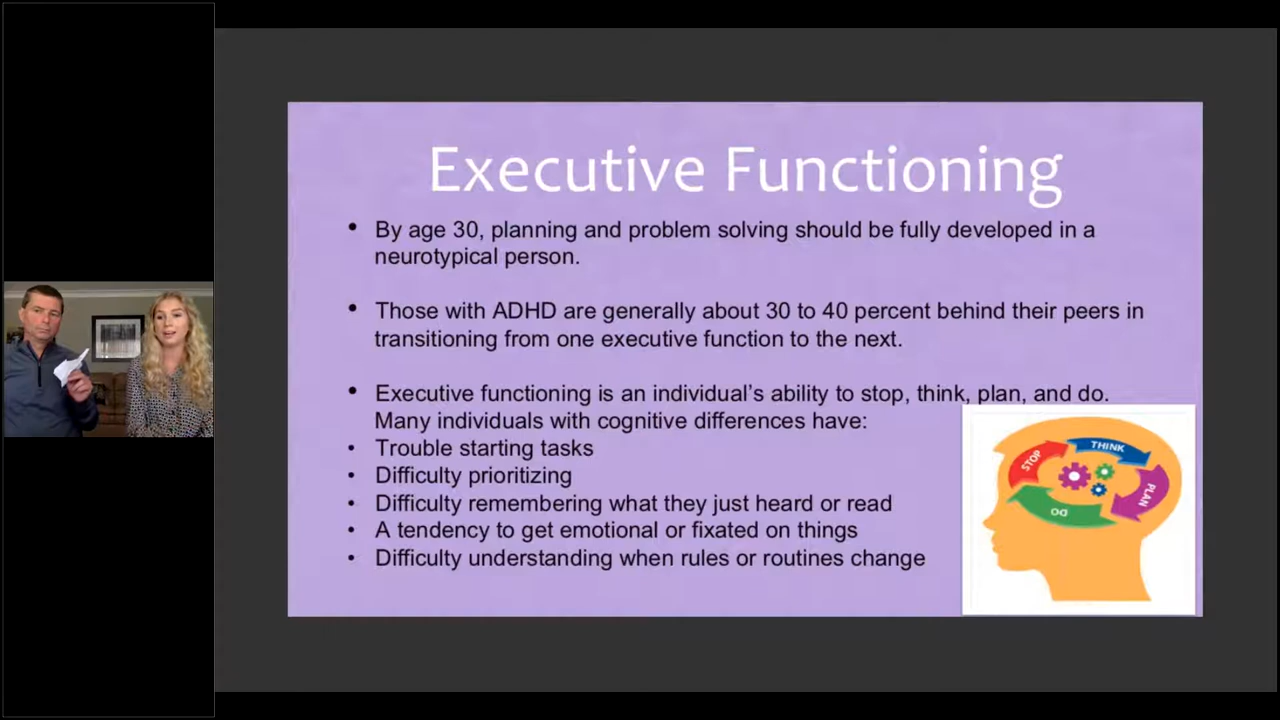 Executive Functioning
• By age 30, planning and problem solving should be fully developed in a
neurotypical person.
• Those with ADHD are generally about 30 to 40 percent behind their peers in
transitioning from one executive function to the next.
• Executive functioning is an individual’s ability to stop, think, plan, and do.
Many individuals with cognitive differences have:
• Trouble starting tasks
• Difficulty prioritizing
• Difficulty remembering what they just heard or read
• A tendency to get emotional or fixated on things
• Difficulty understanding when rules or routines change
STOP
THINK
PLAN
DO